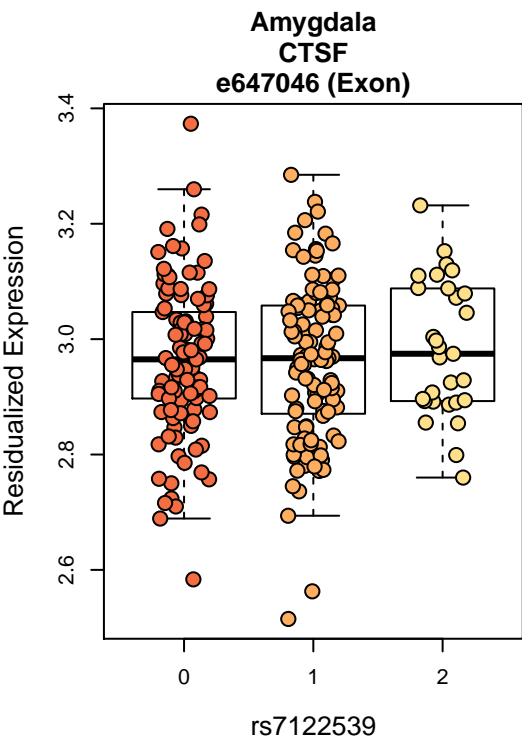 Amygdala
CTSF
e647046 (Exon)
Residualized Expression
3.4
3.2
3.0
2.8
2.6
0 1 2
rs7122539